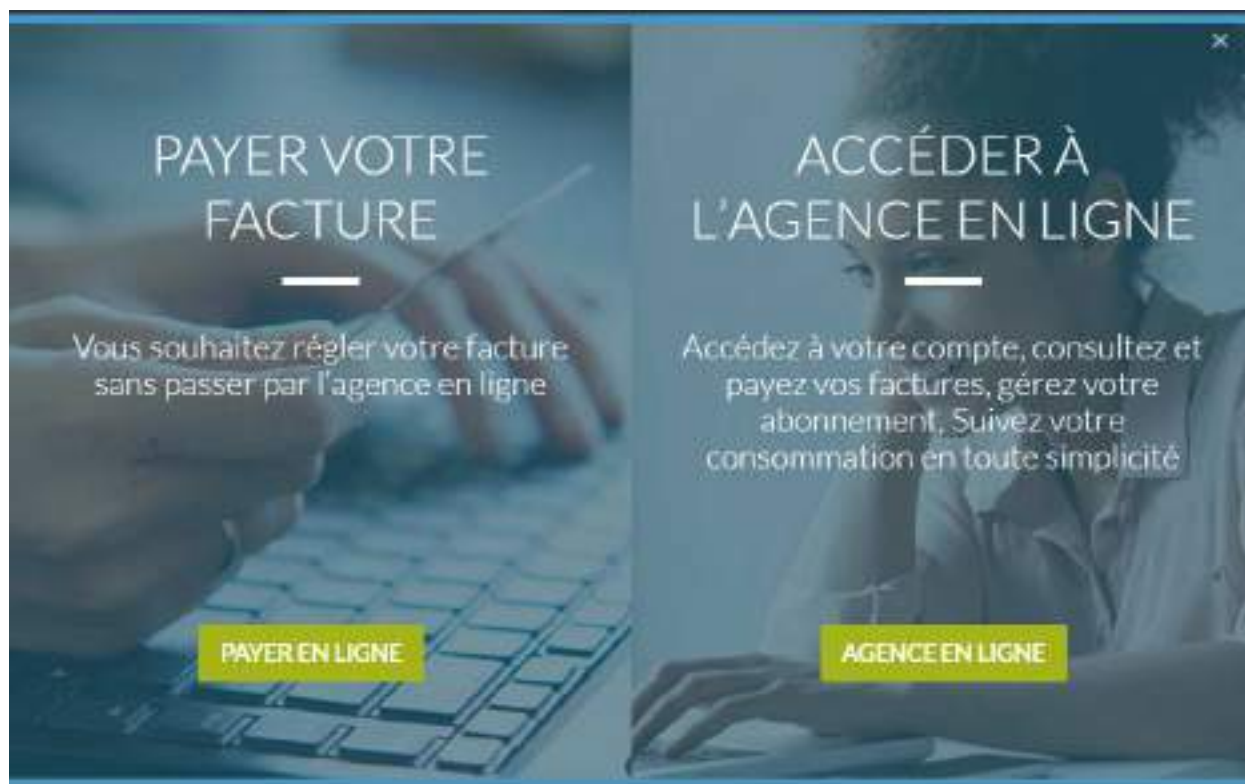 PAYER VOTRE
FACTURE
Vous souhaitez régler votre facture
sans passer par l'agence en ligne
PAYER EN LIGNE
×
ACCÉDER À
L'AGENCE EN LIGNE
Accédez à votre compte, consultez et
payez vos factures, gérez votre
abonnement, Suivez votre
consommation en toute simplicité
AGENCE EN LIGNE